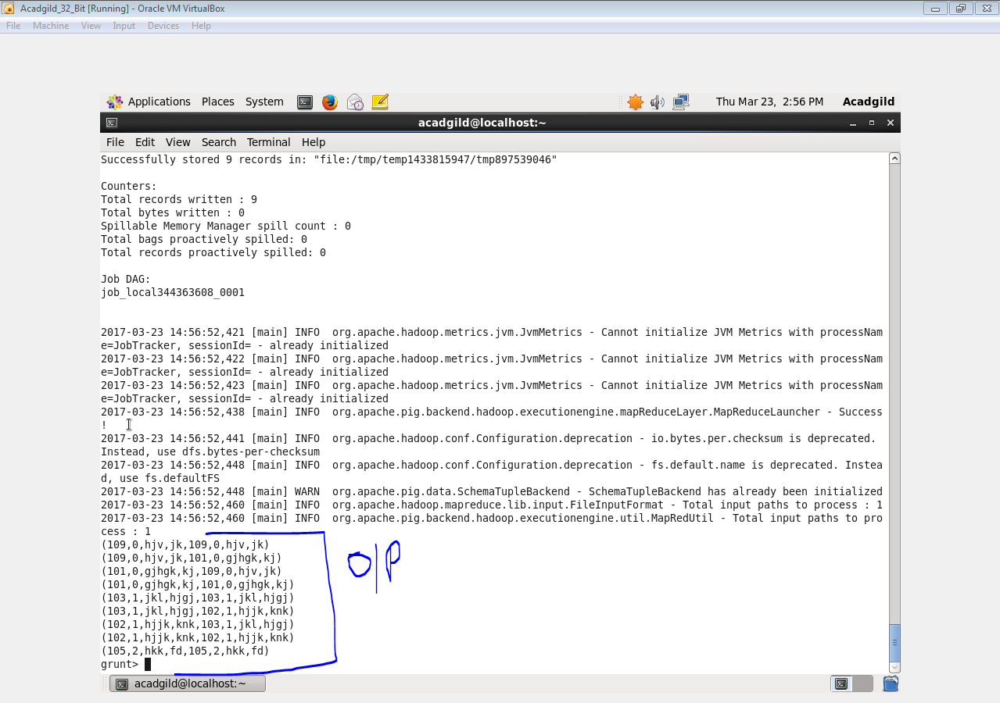 Acadgild_32_Bit [Running] - Oracle VM VirtualBox
File Machine View Input Devices Help
Applications Places System Thu Mar 23, 2:56 PM Acadgild
acadgild@localhost:~
File Edit View Search Terminal Help
Successfully stored 9 records in: "file:/tmp/temp1433815947/tmp897539046"
Counters:
Total records written : 9
Total bytes written : 0
Spillable Memory Manager spill count : 0
Total bags proactively spilled: 0
Total records proactively spilled: 0
Job DAG:
job_local344363608_0001
2017-03-23 14:56:52,421 [main] INFO  org.apache.hadoop.metrics.jvm.JvmMetrics - Cannot initialize JVM Metrics with processNam
e=JobTracker, sessionId= - already initialized
2017-03-23 14:56:52,422 [main] INFO  org.apache.hadoop.metrics.jvm.JvmMetrics - Cannot initialize JVM Metrics with processNam
e=JobTracker, sessionId= - already initialized
2017-03-23 14:56:52,423 [main] INFO  org.apache.hadoop.metrics.jvm.JvmMetrics - Cannot initialize JVM Metrics with processNam
e=JobTracker, sessionId= - already initialized
2017-03-23 14:56:52,438 [main] INFO  org.apache.pig.backend.hadoop.executionengine.mapReduceLayer.MapReduceLauncher - Success
!
2017-03-23 14:56:52,441 [main] INFO  org.apache.hadoop.conf.Configuration.deprecation - io.bytes.per.checksum is deprecated.
Instead, use dfs.bytes-per-checksum
2017-03-23 14:56:52,448 [main] INFO  org.apache.hadoop.conf.Configuration.deprecation - fs.default.name is deprecated. Instea
d, use fs.defaultFS
2017-03-23 14:56:52,448 [main] WARN  org.apache.pig.data.SchemaTupleBackend - SchemaTupleBackend has already been initialized
2017-03-23 14:56:52,460 [main] INFO  org.apache.hadoop.mapreduce.lib.input.FileInputFormat - Total input paths to process : 1
2017-03-23 14:56:52,460 [main] INFO  org.apache.pig.backend.hadoop.executionengine.util.MapRedUtil - Total input paths to pro
cess : 1
(109,0,hjv,jk,109,0,hjv,jk)
(109,0,hjv,jk,101,0,gjhgk,kj)
O|P
(101,0,gjhgk,kj,109,0,hjv,jk)
(101,0,gjhgk,kj,101,0,gjhgk,kj)
(103,1,jkl,hjgj,103,1,jkl,hjgj)
(103,1,jkl,hjgj,102,1,hjjk,knk)
(102,1,hjjk,knk,103,1,jkl,hjgj)
(102,1,hjjk,knk,102,1,hjjk,knk)
(105,2,hkk,fd,105,2,hkk,fd)
grunt>
acadgild@localhost:~